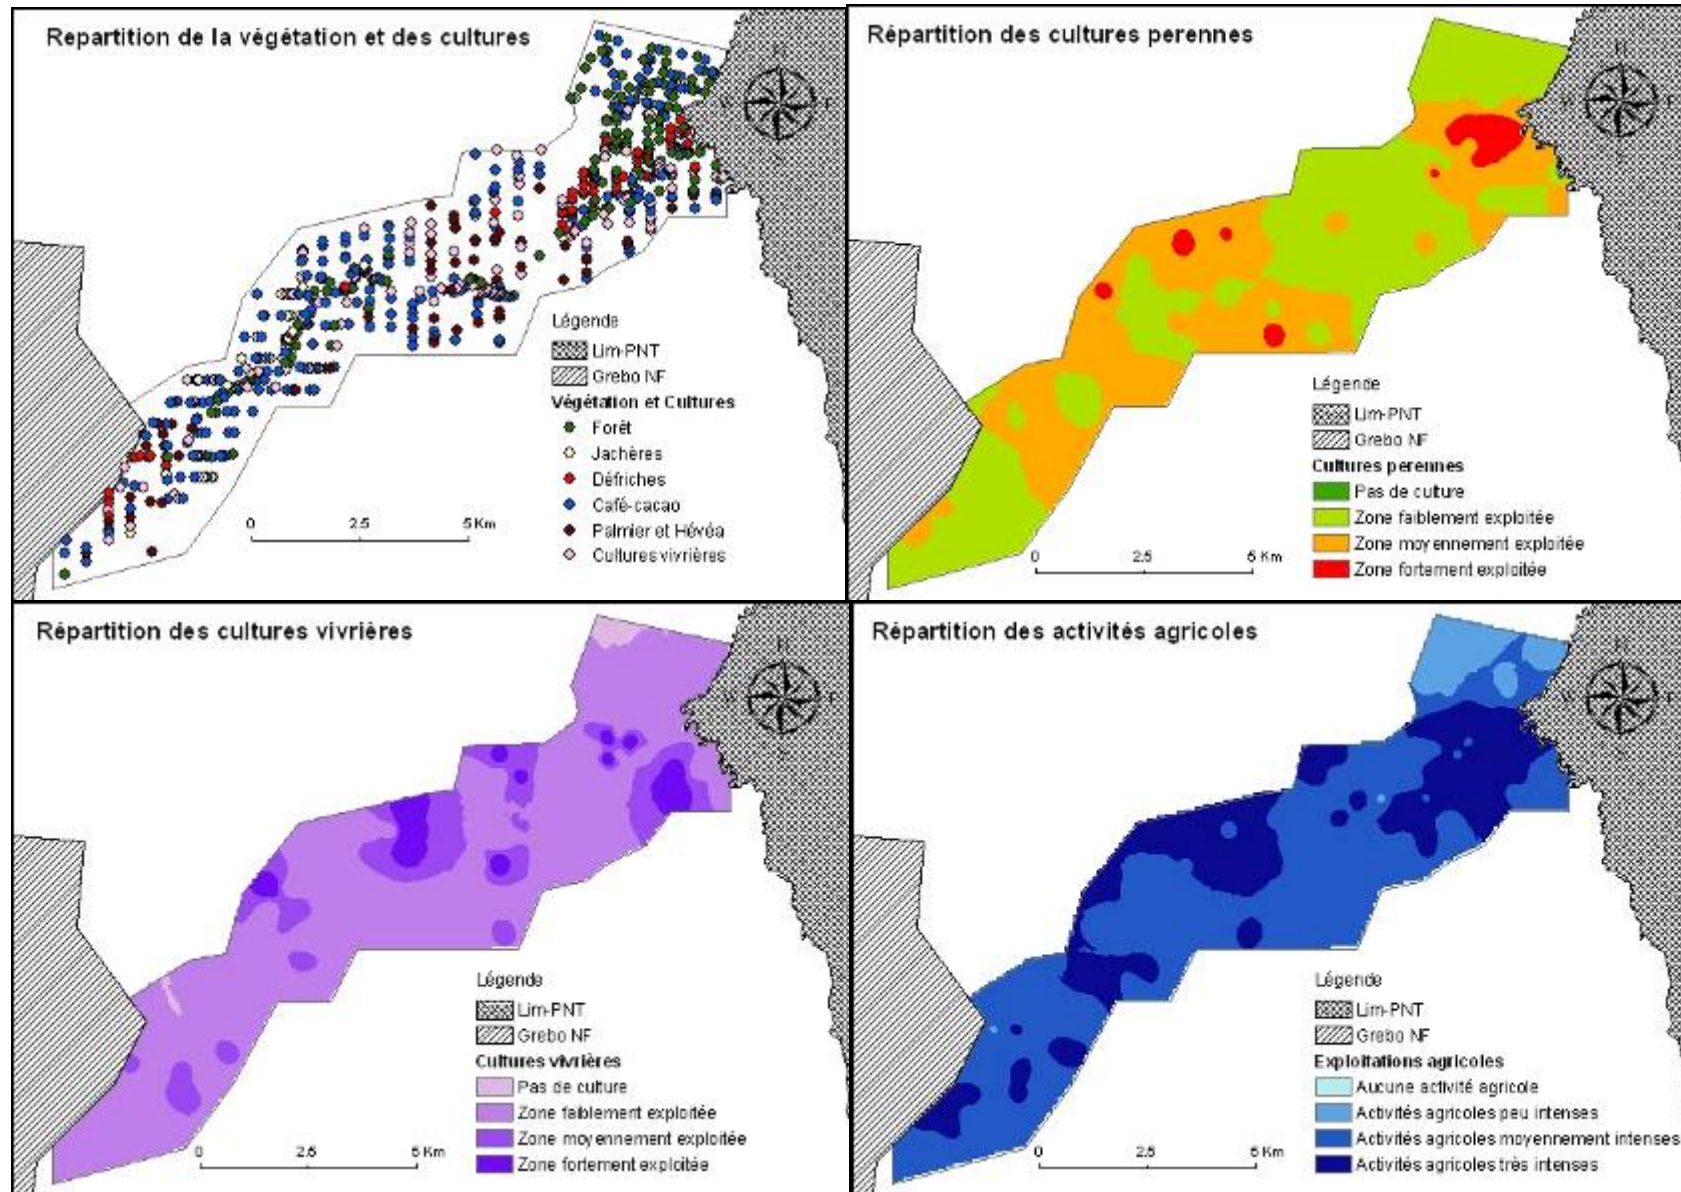 Repartition de la végétation et des cultures
N
W
E
S
Légende
Lim-PNT
Grebo NF
Végétation et Cultures
Forêt
Jachères
Défriches
Café-cacao
Palmier et Hévéa
Cultures vivrières
0 2.5 5 Km
Répartition des cultures perennes
N
W
E
S
Légende
Lim-PNT
Grebo NF
Cultures perennes
Pas de culture
Zone faiblement exploitée
Zone moyennement exploitée
Zone fortement exploitée
0 2.5 5 Km
Répartition des cultures vivrières
N
W
E
S
Légende
Lim-PNT
Grebo NF
Cultures vivrières
Pas de culture
Zone faiblement exploitée
Zone moyennement exploitée
Zone fortement exploitée
0 2.5 5 Km
Répartition des activités agricoles
N
W
E
S
Légende
Lim-PNT
Grebo NF
Exploitations agricoles
Aucune activité agricole
Activités agricoles peu intenses
Activités agricoles moyennement intenses
Activités agricoles très intenses
0 2.5 5 Km